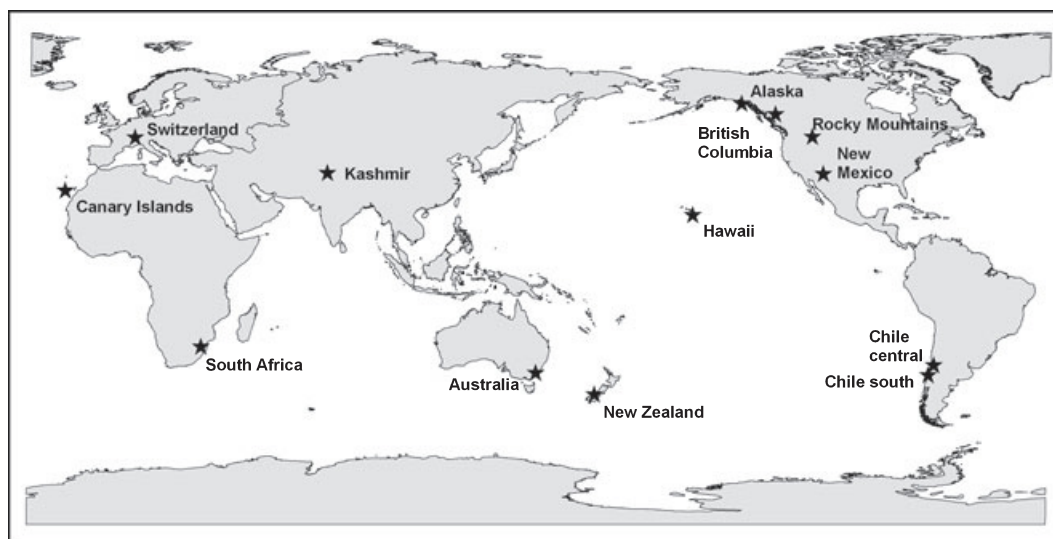 Alaska
Switzerland
Rocky Mountains
British
Columbia
New
Mexico
Kashmir
Canary Islands
Hawaii
Chile
central
South Africa
Australia
Chile south
New Zealand